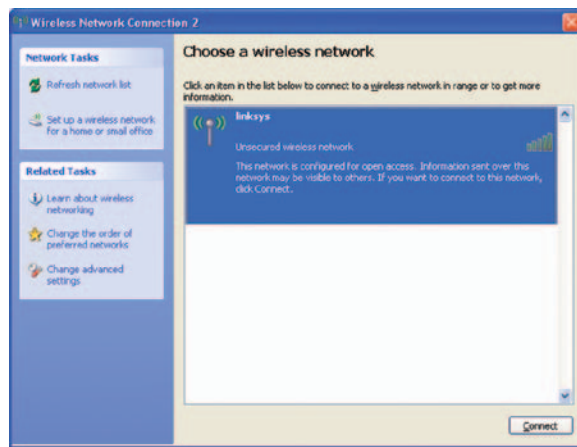 Wireless Network Connection 2
Network Tasks
Refresh network list
Set up a wireless network
for a home or small office
Related Tasks
Learn about wireless
networking
Change the order of
preferred networks
Change advanced
settings
Choose a wireless network
Click an item in the list below to connect to a wireless network in range or to get more
information.
linksys
Unsecured wireless network
This network is configured for open access. Information sent over this
network may be visible to others. If you want to connect to this network,
click Connect.
Connect